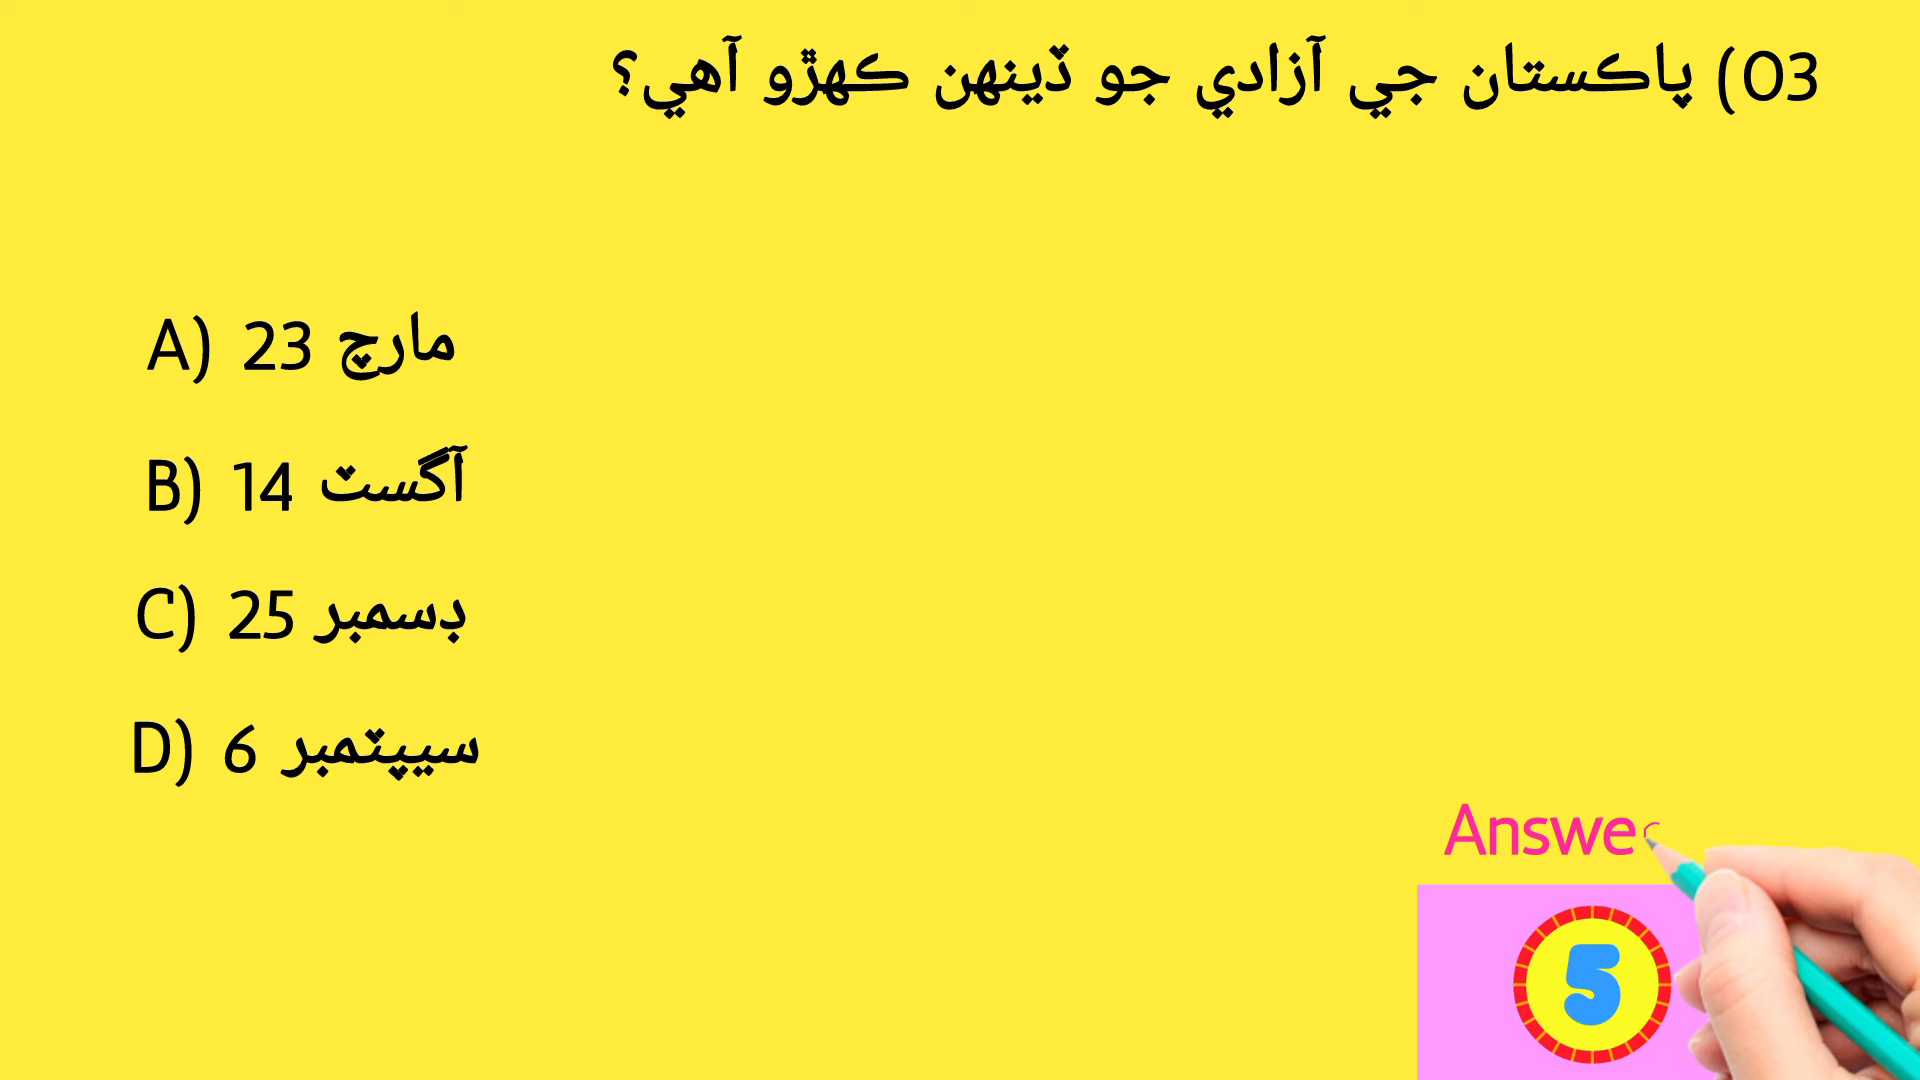 03) پاڪستان جي آزادي جو ڏينهن ڪهڙو آهي؟
A) 23 مارچ
B) 14 آگسٽ
C) 25 ڊسمبر
D) 6 سيپٽمبر
Answe
5